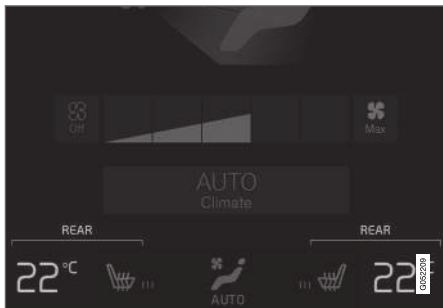 Off
Max
AUTO
Climate
REAR
REAR
22°C
22°
AUTO
G052209